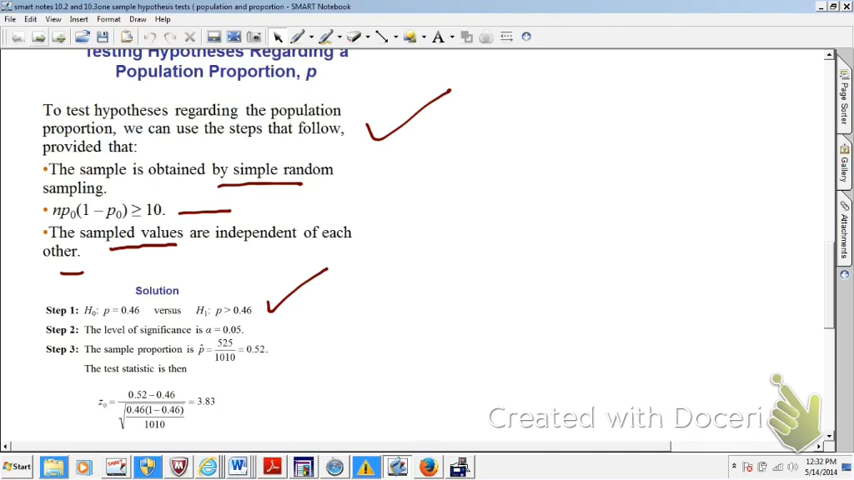 smart notes 10.2 and 10.3one sample hypothesis tests ( population and proportion - SMART Notebook
File Edit View Insert Format Draw Help
Testing Hypotheses Regarding a
Population Proportion, p
To test hypotheses regarding the population
proportion, we can use the steps that follow,
provided that:
•The sample is obtained by simple random
sampling.
• np₀(1 – p₀) ≥ 10.
•The sampled values are independent of each
other.
Solution
Step 1: H₀: p = 0.46 versus H₁: p > 0.46
Step 2: The level of significance is α = 0.05.
Step 3: The sample proportion is p̂ = 525/1010 = 0.52.
The test statistic is then
z₀ = (0.52 – 0.46)/√(0.46(1 – 0.46)/1010) = 3.83
Page Sorter
Gallery
Attachments
Created with Doceri
Start
12:32 PM
5/14/2014